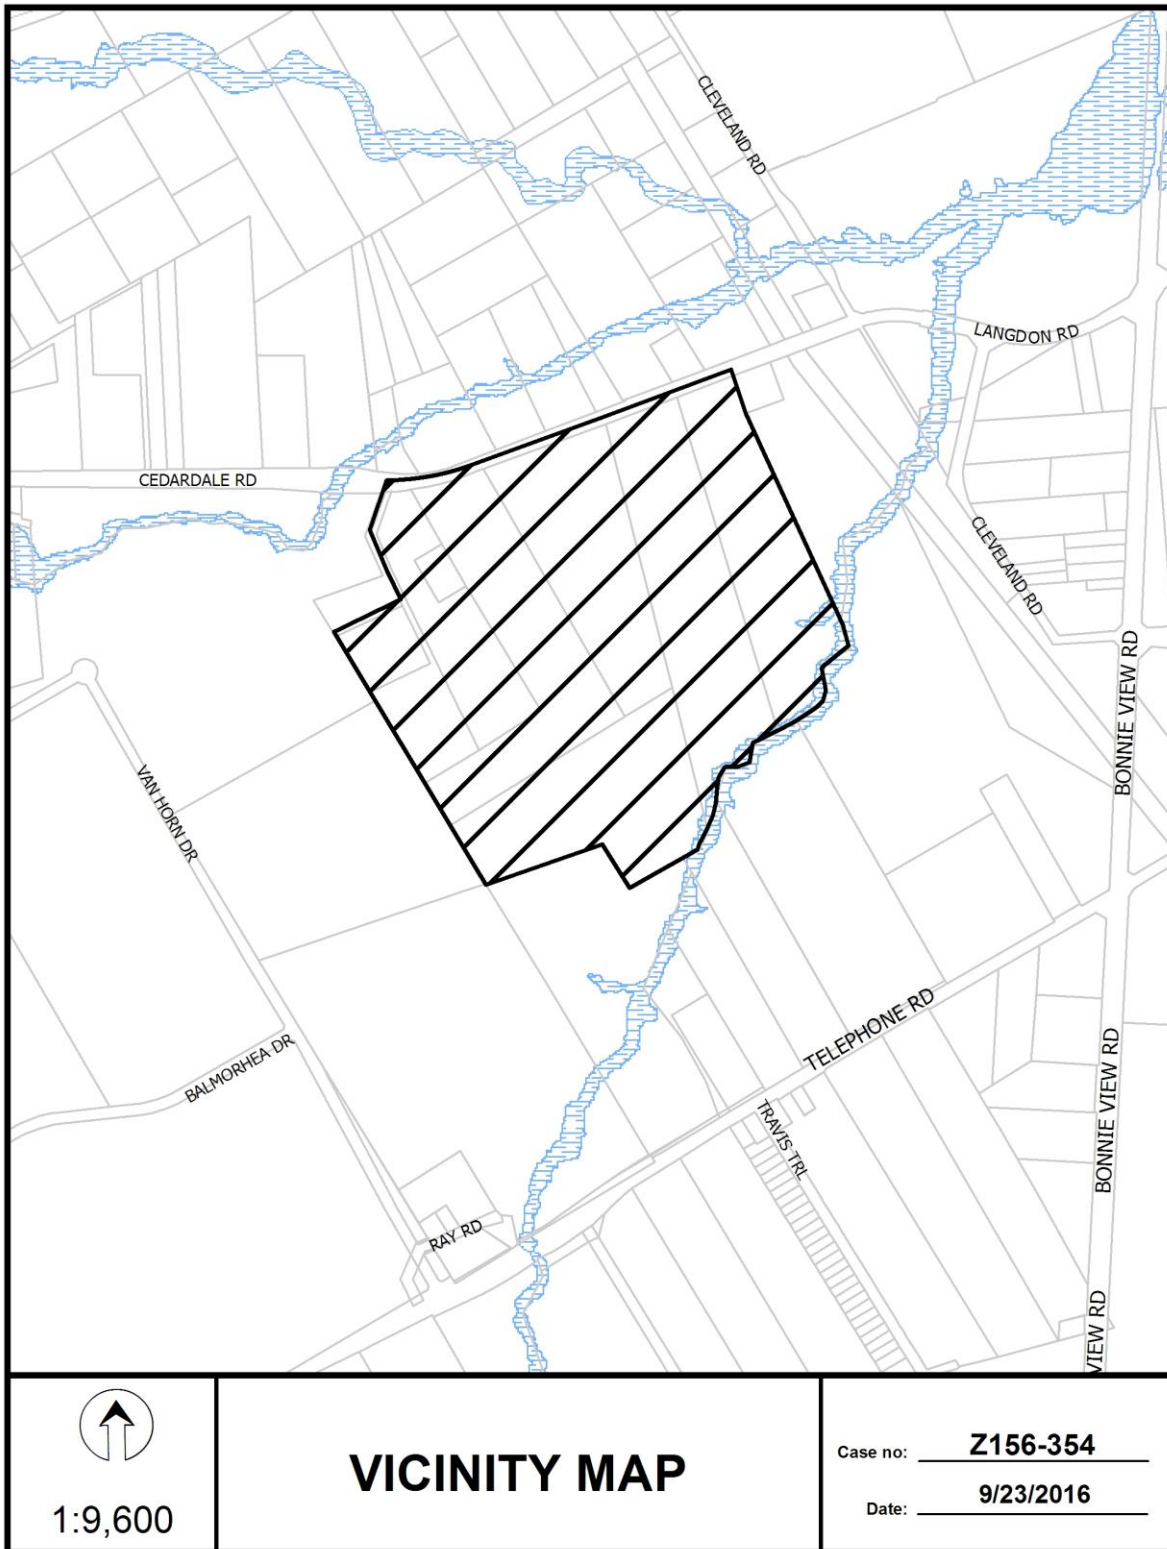 CLEVELAND RD
LANGDON RD
CEDARDALE RD
CLEVELAND RD
BONNIE VIEW RD
VAN HORN DR
TELEPHONE RD
BALMORHEA DR
BONNIE VIEW RD
TRAVIS TRL
RAY RD
VIEW RD
1:9,600
VICINITY MAP
Case no: Z156-354
Date: 9/23/2016